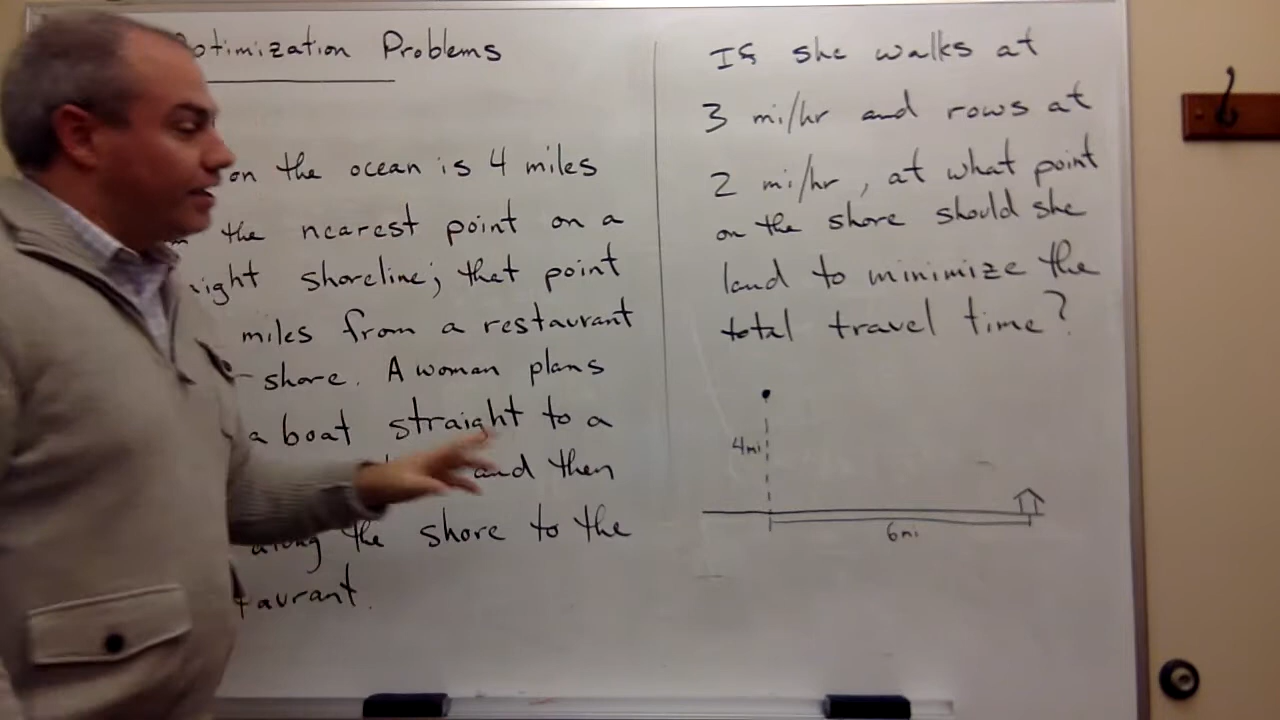 Optimization Problems
on the ocean is 4 miles
the nearest point on a
shoreline; that point
miles from a restaurant
shore. A woman plans
a boat straight to a
and then
along the shore to the
restaurant.
If she walks at
3 mi/hr and rows at
2 mi/hr, at what point
on the shore should she
land to minimize the
total travel time?
4mi
6mi